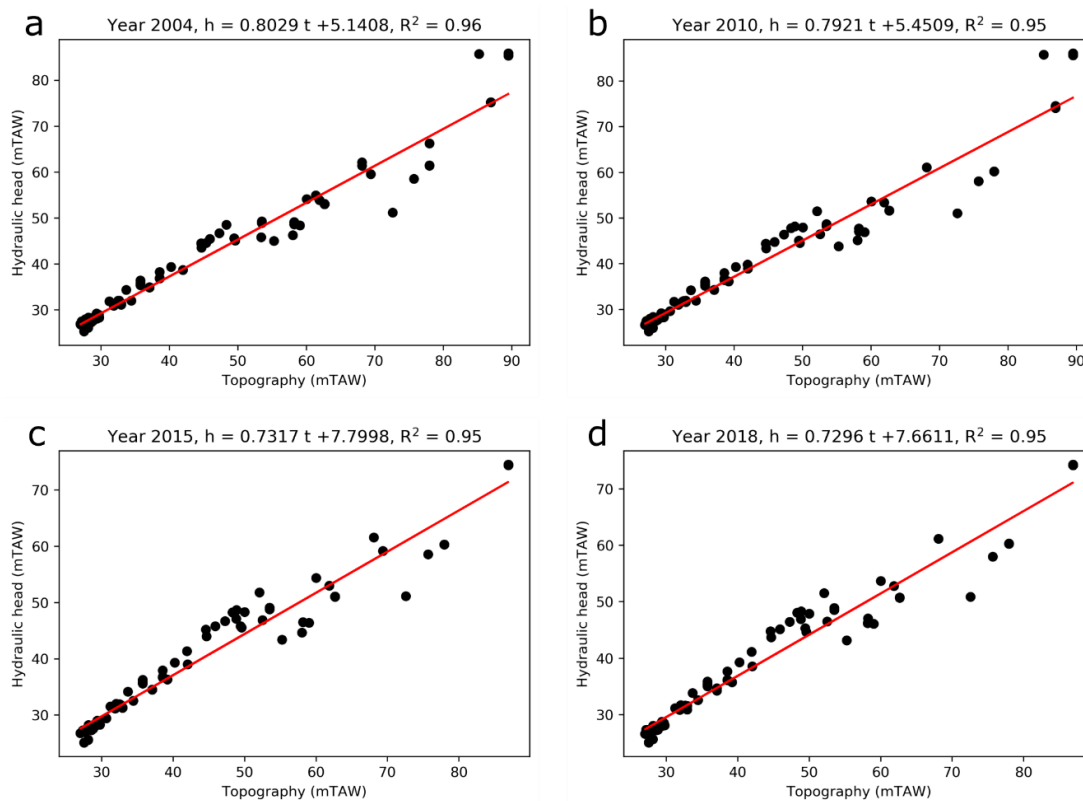 a
Year 2004, h = 0.8029 t +5.1408, R² = 0.96
Hydraulic head (mTAW)
80
70
60
50
40
30
30 40 50 60 70 80 90
Topography (mTAW)
b
Year 2010, h = 0.7921 t +5.4509, R² = 0.95
Hydraulic head (mTAW)
80
70
60
50
40
30
30 40 50 60 70 80 90
Topography (mTAW)
c
Year 2015, h = 0.7317 t +7.7998, R² = 0.95
Hydraulic head (mTAW)
70
60
50
40
30
30 40 50 60 70 80
Topography (mTAW)
d
Year 2018, h = 0.7296 t +7.6611, R² = 0.95
Hydraulic head (mTAW)
70
60
50
40
30
30 40 50 60 70 80
Topography (mTAW)